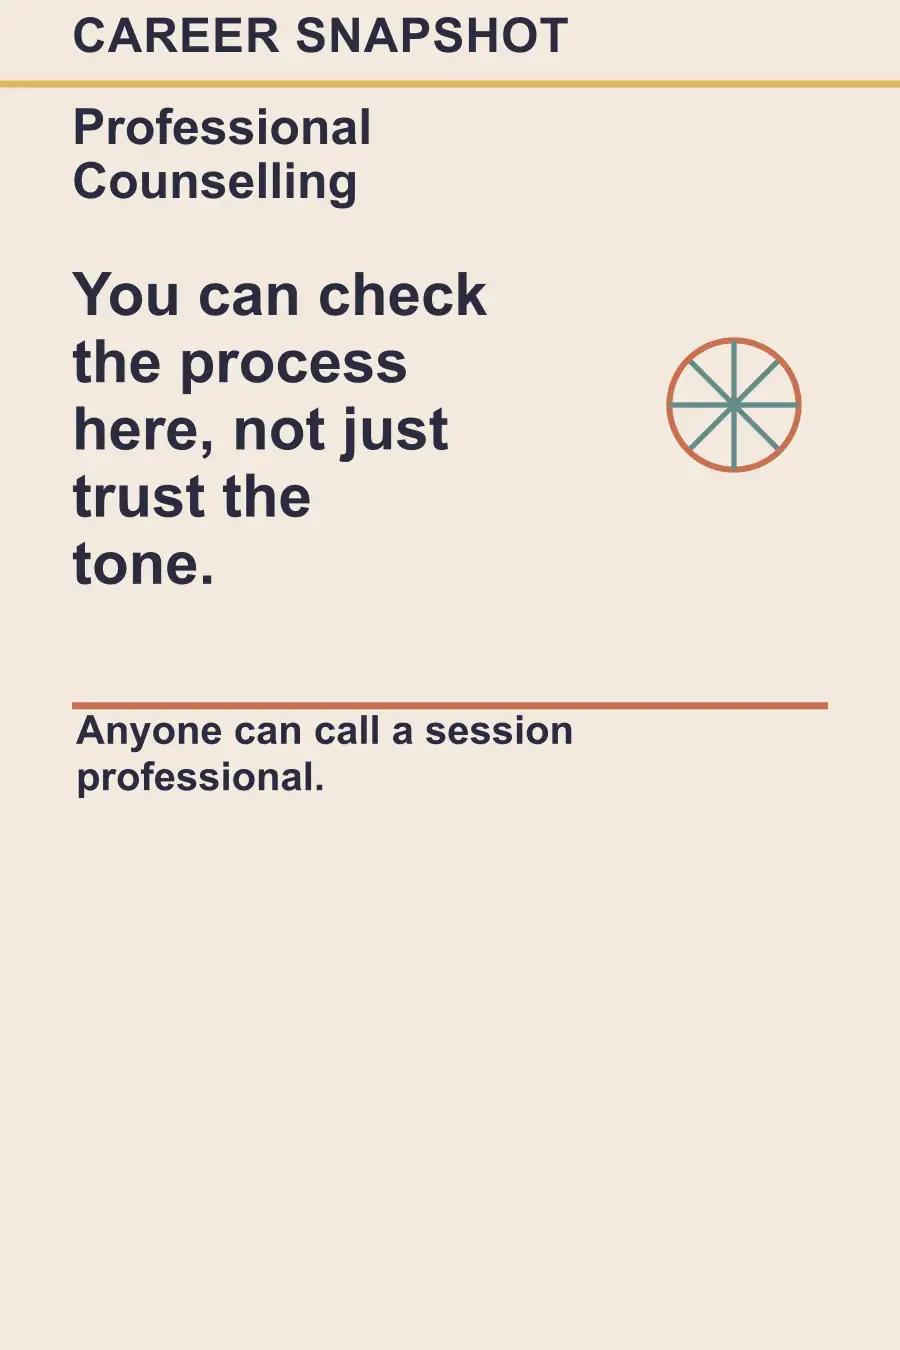 CAREER SNAPSHOT
Professional
Counselling
You can check
the process
here, not just
trust the
tone.
Anyone can call a session
professional.